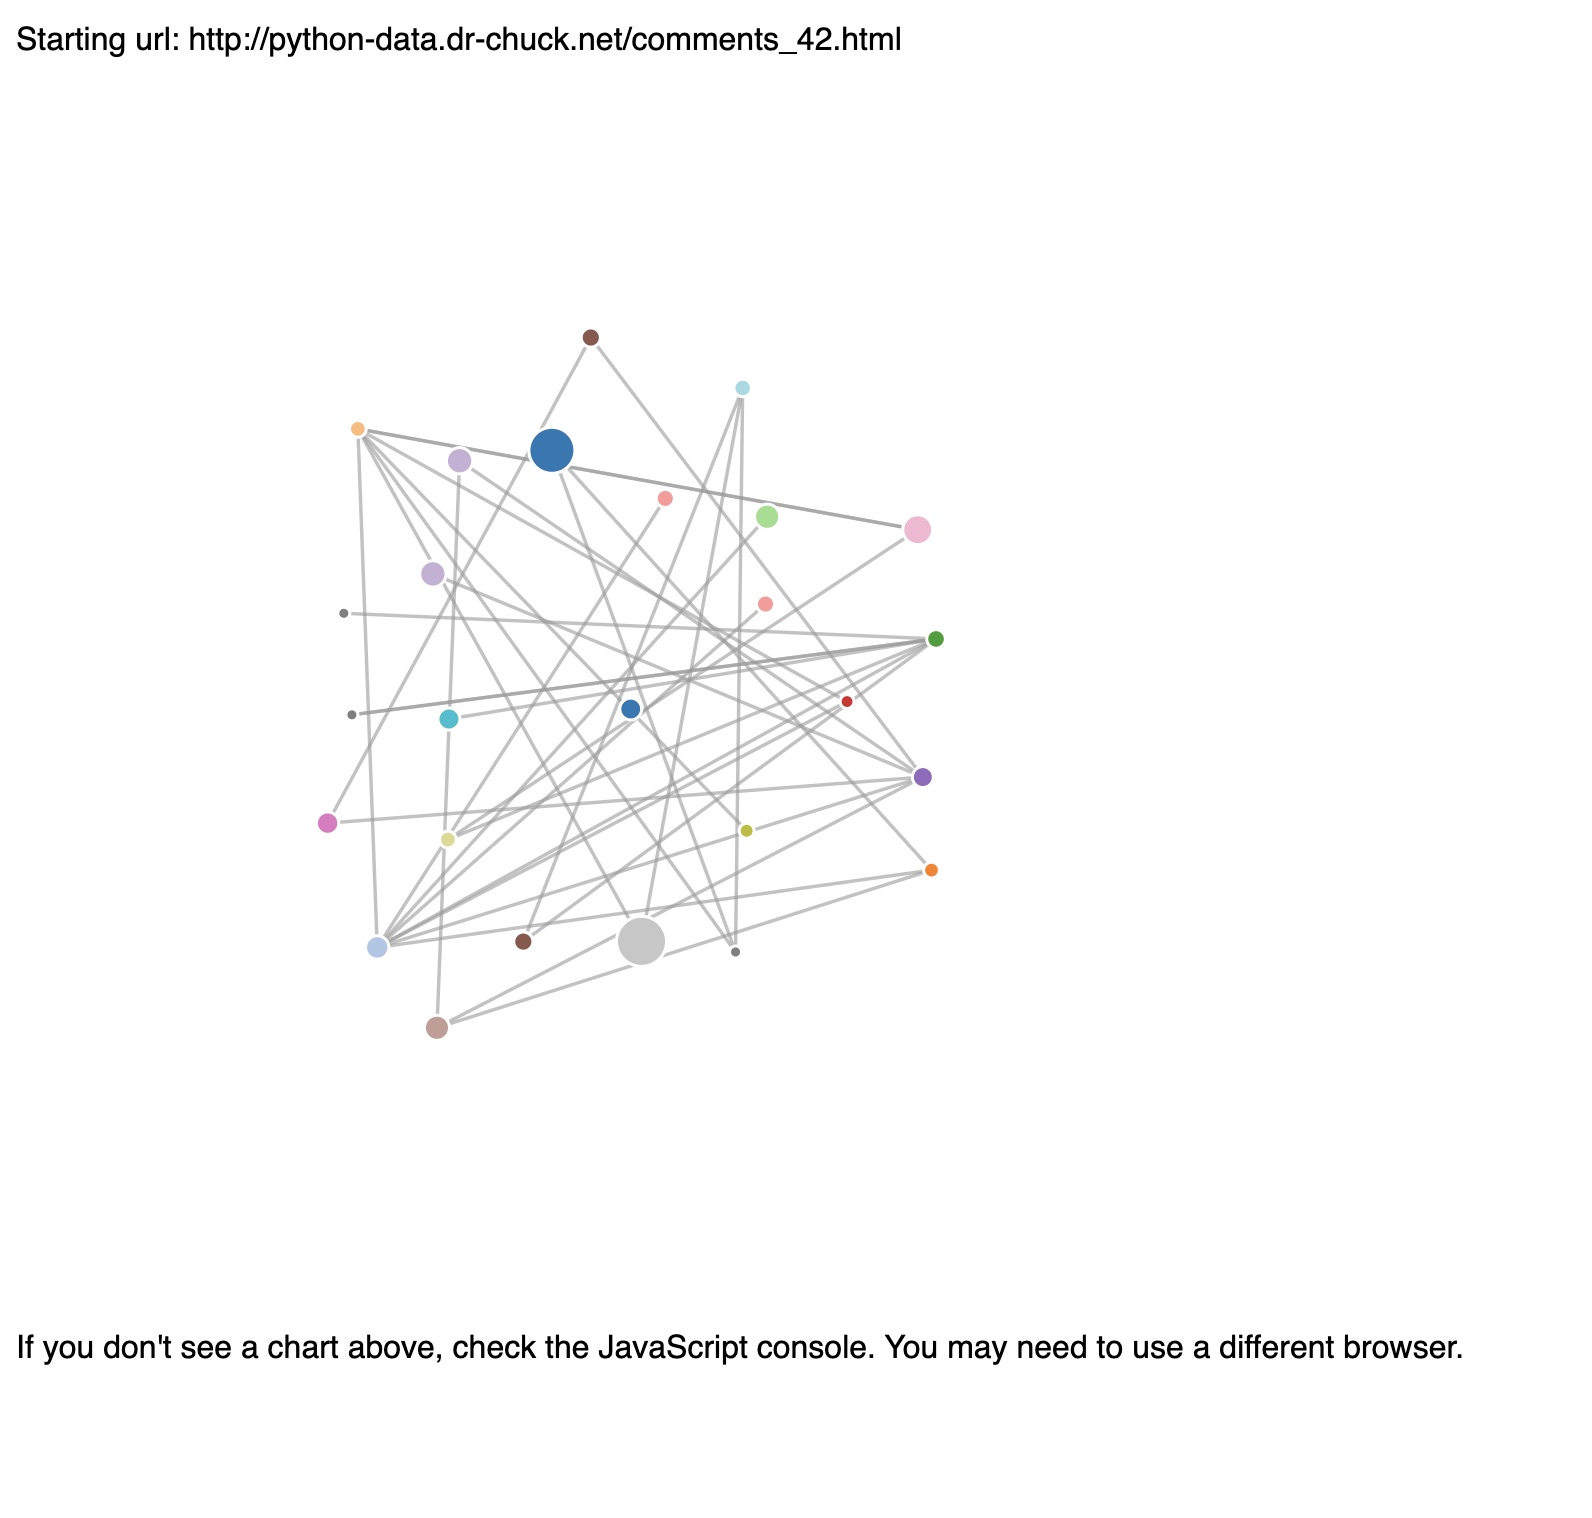 Starting url: http://python-data.dr-chuck.net/comments_42.html
If you don't see a chart above, check the JavaScript console. You may need to use a different browser.